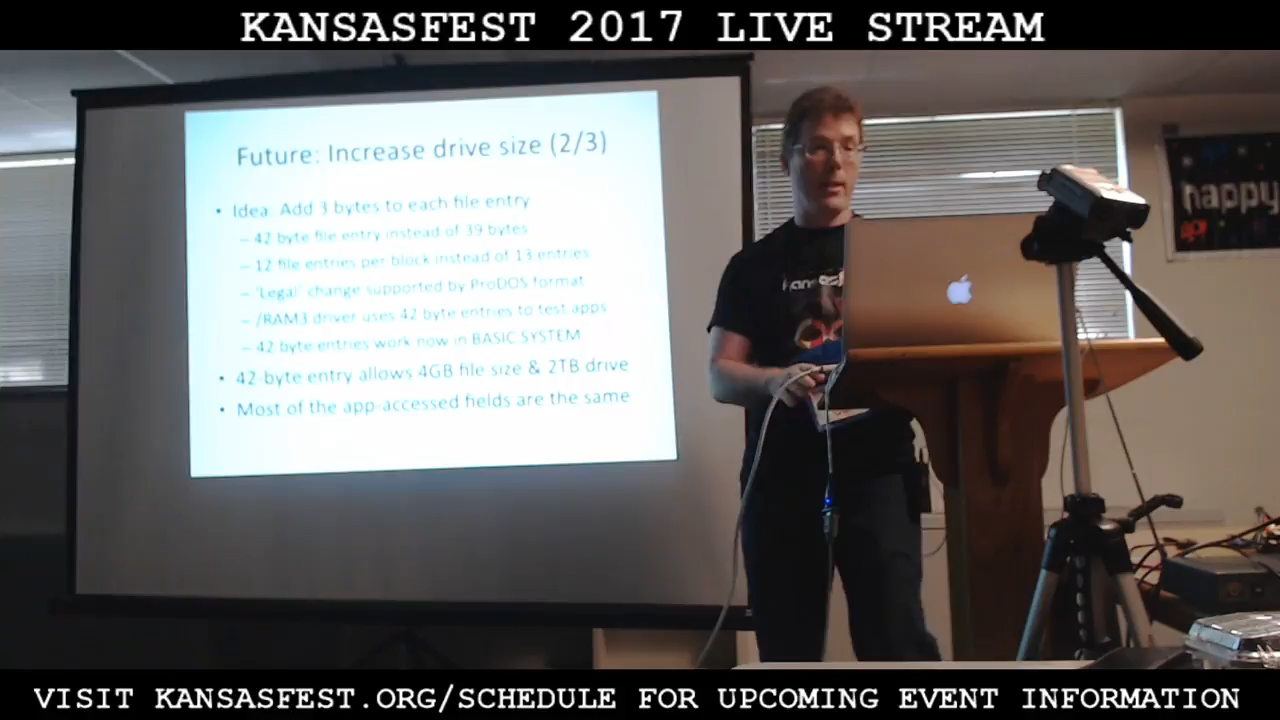 KANSASFEST 2017 LIVE STREAM
Future: Increase drive size (2/3)
• Idea: Add 3 bytes to each file entry
– 42 byte file entry instead of 39 bytes
– 12 file entries per block instead of 13 entries
– 'Legal' change supported by ProDOS format
– /RAM3 driver uses 42 byte entries to test apps
– 42 byte entries work now in BASIC.SYSTEM
• 42-byte entry allows 4GB file size & 2TB drive
• Most of the app-accessed fields are the same
happy
VISIT KANSASFEST.ORG/SCHEDULE FOR UPCOMING EVENT INFORMATION